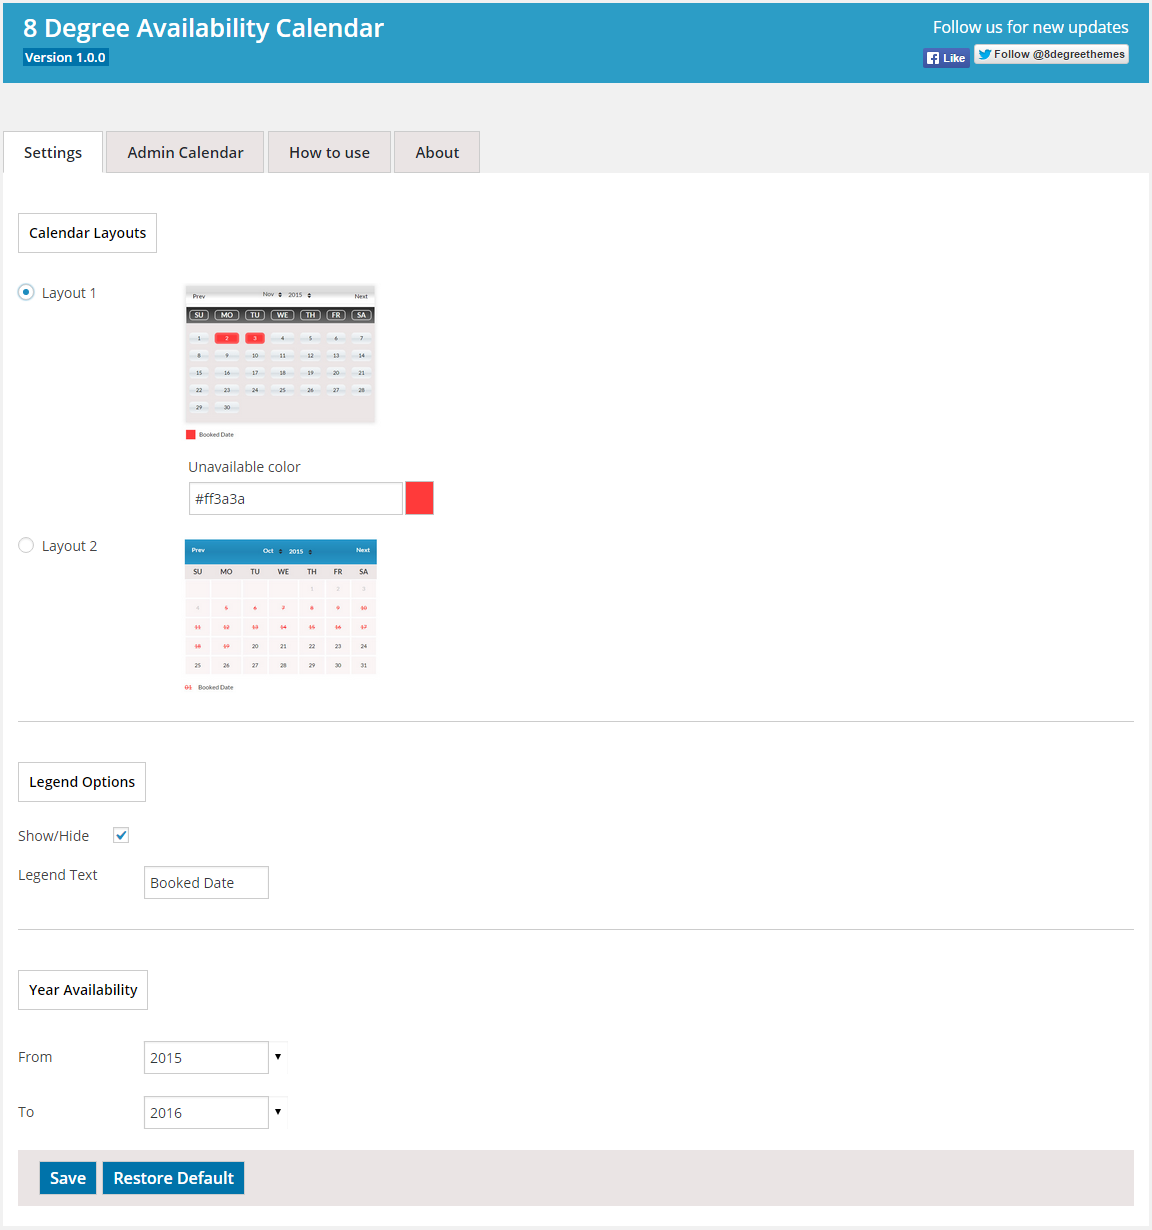 8 Degree Availability Calendar
Version 1.0.0
Follow us for new updates
Like
Follow @8degreethemes
Settings
Admin Calendar
How to use
About
Calendar Layouts
Layout 1
Prev Nov 2015 Next
SU MO TU WE TH FR SA
1 2 3 4 5 6 7
8 9 10 11 12 13 14
15 16 17 18 19 20 21
22 23 24 25 26 27 28
29 30
Booked Date
Unavailable color
#ff3a3a
Layout 2
Prev Oct 2015 Next
SU MO TU WE TH FR SA
1 2 3
4 5 6 7 8 9 10
11 12 13 14 15 16 17
18 19 20 21 22 23 24
25 26 27 28 29 30 31
01 Booked Date
Legend Options
Show/Hide
Legend Text
Booked Date
Year Availability
From
2015
To
2016
Save
Restore Default